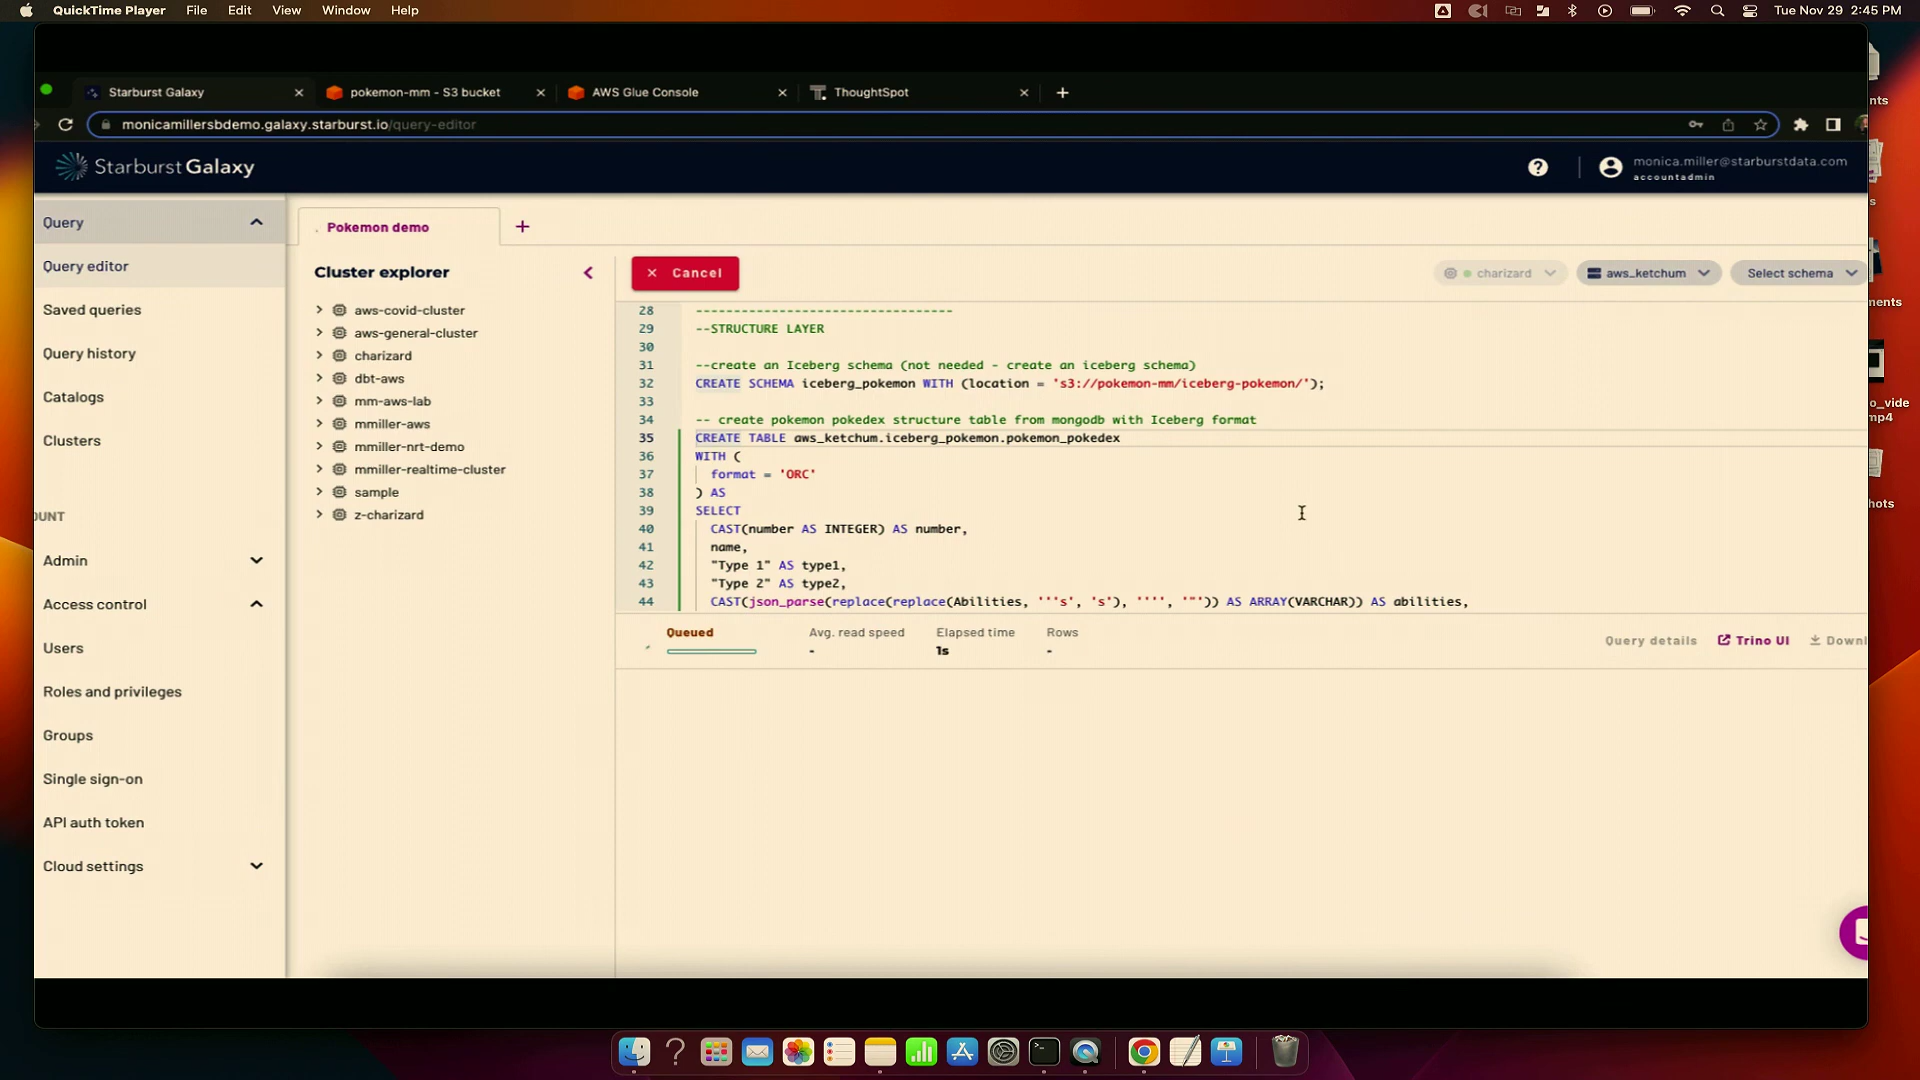 QuickTime Player File Edit View Window Help
Tue Nov 29 2:45 PM
Starburst Galaxy
pokemon-mm - S3 bucket
AWS Glue Console
ThoughtSpot
monicamillersbdemo.galaxy.starburst.io/query-editor
Starburst Galaxy
monica.miller@starburstdata.com
accountadmin
Query
Query editor
Saved queries
Query history
Catalogs
Clusters
OUNT
Admin
Access control
Users
Roles and privileges
Groups
Single sign-on
API auth token
Cloud settings
Pokemon demo
Cluster explorer
aws-covid-cluster
aws-general-cluster
charizard
dbt-aws
mm-aws-lab
mmiller-aws
mmiller-nrt-demo
mmiller-realtime-cluster
sample
z-charizard
Cancel
charizard
aws_ketchum
Select schema
28 ----------------------------------
29 --STRUCTURE LAYER
30
31 --create an Iceberg schema (not needed - create an iceberg schema)
32 CREATE SCHEMA iceberg_pokemon WITH (location = 's3://pokemon-mm/iceberg-pokemon/');
33
34 -- create pokemon pokedex structure table from mongodb with Iceberg format
35 CREATE TABLE aws_ketchum.iceberg_pokemon.pokemon_pokedex
36 WITH (
37 format = 'ORC'
38 ) AS
39 SELECT
40 CAST(number AS INTEGER) AS number,
41 name,
42 "Type 1" AS type1,
43 "Type 2" AS type2,
44 CAST(json_parse(replace(replace(Abilities, '''s', 's'), '''', '"')) AS ARRAY(VARCHAR)) AS abilities,
Queued
Avg. read speed
-
Elapsed time
1s
Rows
-
Query details
Trino UI
Downl
nts
s
ments
o_vide
mp4
hots